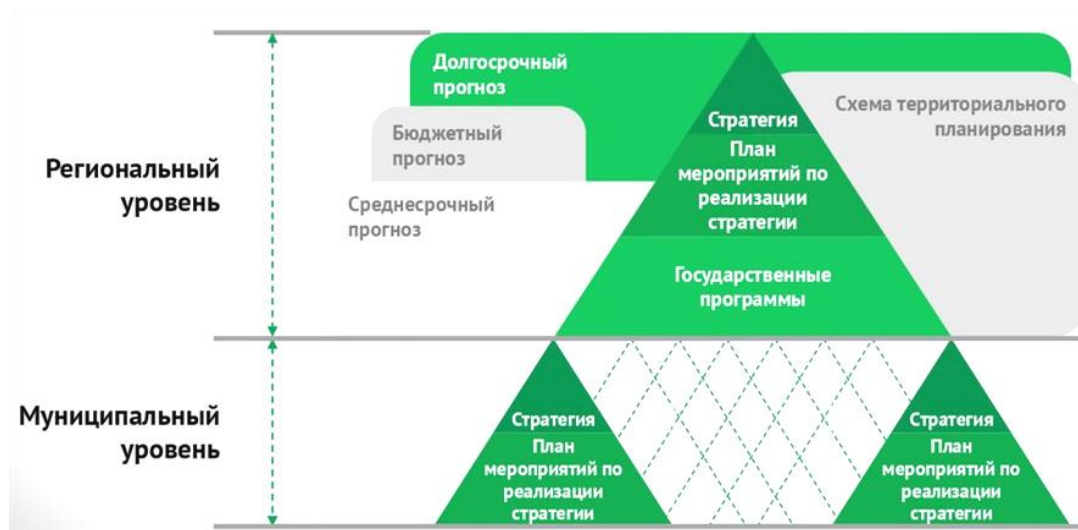 Долгосрочный
прогноз
Бюджетный
прогноз
Среднесрочный
прогноз
Региональный
уровень
Стратегия
План
мероприятий по
реализации
стратегии
Государственные
программы
Схема территориального
планирования
Муниципальный
уровень
Стратегия
План
мероприятий по
реализации
стратегии
Стратегия
План
мероприятий по
реализации
стратегии